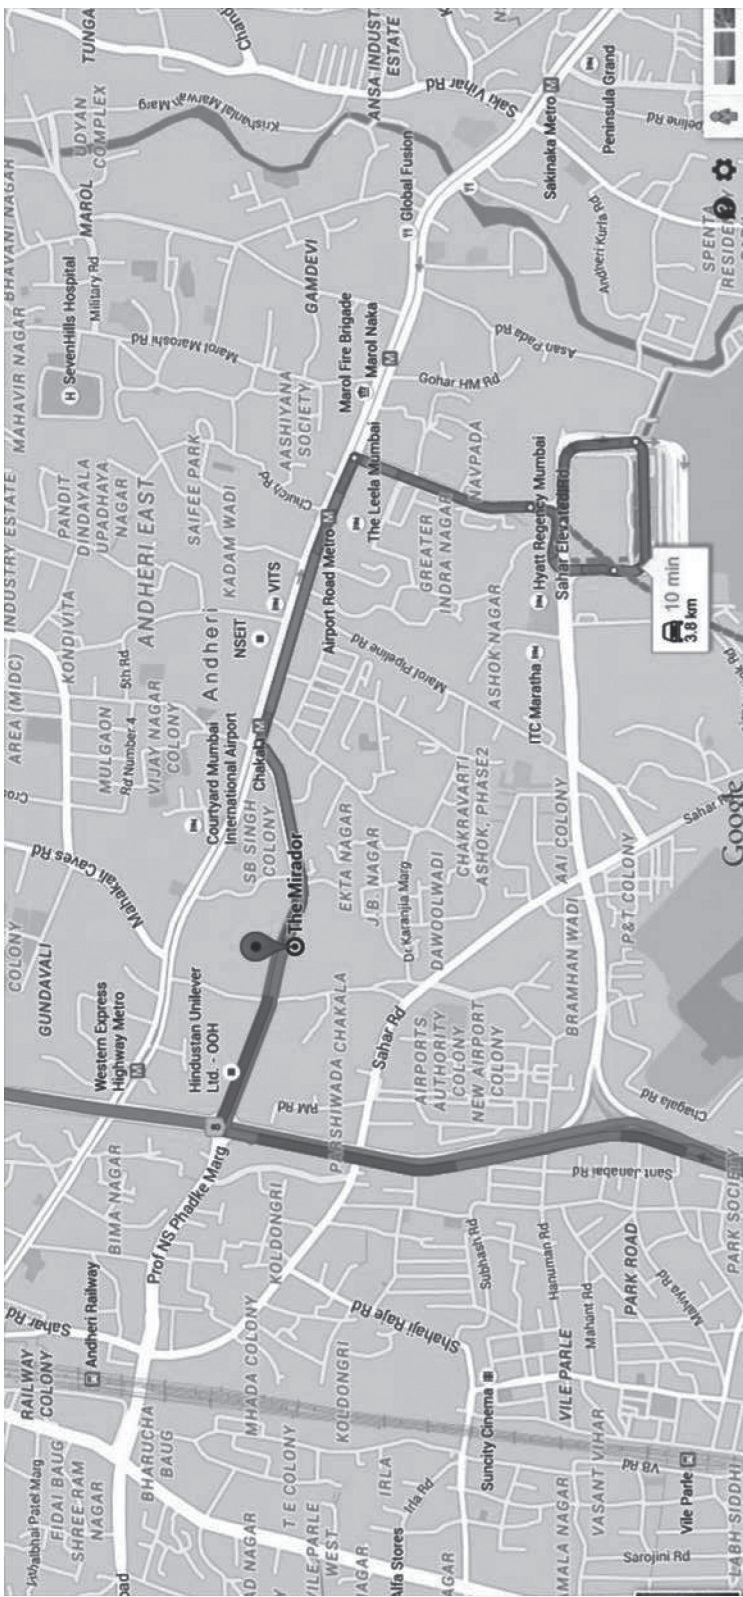 Vithalbhai Patel Marg
FIDAI BAUG
SHREE RAM
NAGAR
RAILWAY
COLONY
Sahar Rd
Andheri Railway
BHARUCHA
BAUG
BIMA NAGAR
Prof NS Phadke Marg
Western Express
Highway Metro
M
GUNDAVALI
COLONY
Mahakali Caves Rd
AREA (MIDC)
INDUSTRY ESTATE
MULGAON
Rd Number 4
5th Rd
KONDIVITA
VIJAY NAGAR
COLONY
ANDHERI EAST
PANDIT
DINDAYALA
UPADHAYA
NAGAR
MAHAVIR NAGAR
BHAVANI NAGAR
H SevenHills Hospital
Military Rd
MAROL
UDYAN
COMPLEX
TUNGA
Marol Maroshi Rd
Krishanlal Marwah Marg
SAIFEE PARK
KADAM WADI
Andheri
NSEIT
VITS
Courtyard Mumbai
International Airport
Chakala
M
SB SINGH
COLONY
Hindustan Unilever
Ltd. - OOH
8
RM Rd
The Mirador
MHADA COLONY
KOLDONGRI
T E COLONY
VILE PARLE
WEST
KOLDONGRI
IRLA
Irla Rd
Alfa Stores
Shahaji Raje Rd
Sahar Rd
EKTA NAGAR
J.B. NAGAR
Dr Karanjia Marg
DAWOOLWADI
CHAKRAVARTI
ASHOK, PHASE2
Marol Pipeline Rd
Airport Road Metro
M
The Leela Mumbai
Church Rd
AASHIYANA
SOCIETY
GAMDEVI
Marol Fire Brigade
Marol Naka
M
Gohar HM Rd
Global Fusion
ANSA INDUST
ESTATE
Saki Vihar Rd
Sakinaka Metro
M
Peninsula Grand
Asan Pada Rd
Andheri Kurla Rd
NAVPADA
GREATER
INDRA NAGAR
ASHOK NAGAR
Hyatt Regency Mumbai
Sahar Elevated Rd
ITC Maratha
AIRPORTS
AUTHORITY
COLONY
NEW AIRPORT
COLONY
BRAMHAN WADI
AAI COLONY
P&T COLONY
Sahar
10 min
3.8 km
Chagala Rd
Sant Janabai Rd
Subhash Rd
Hanuman Rd
Mahant Rd
PARK ROAD
Malviya Rd
PARK SOCIETY
Suncity Cinema
VILE PARLE
VASANT VIHAR
VB Rd
Vile Parle
Sarojini Rd
LABH SIDDHI
Google